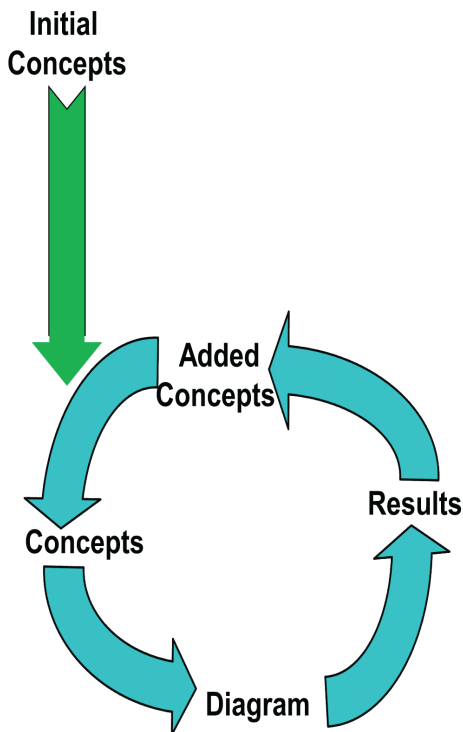 Initial
Concepts
Added
Concepts
Results
Concepts
Diagram